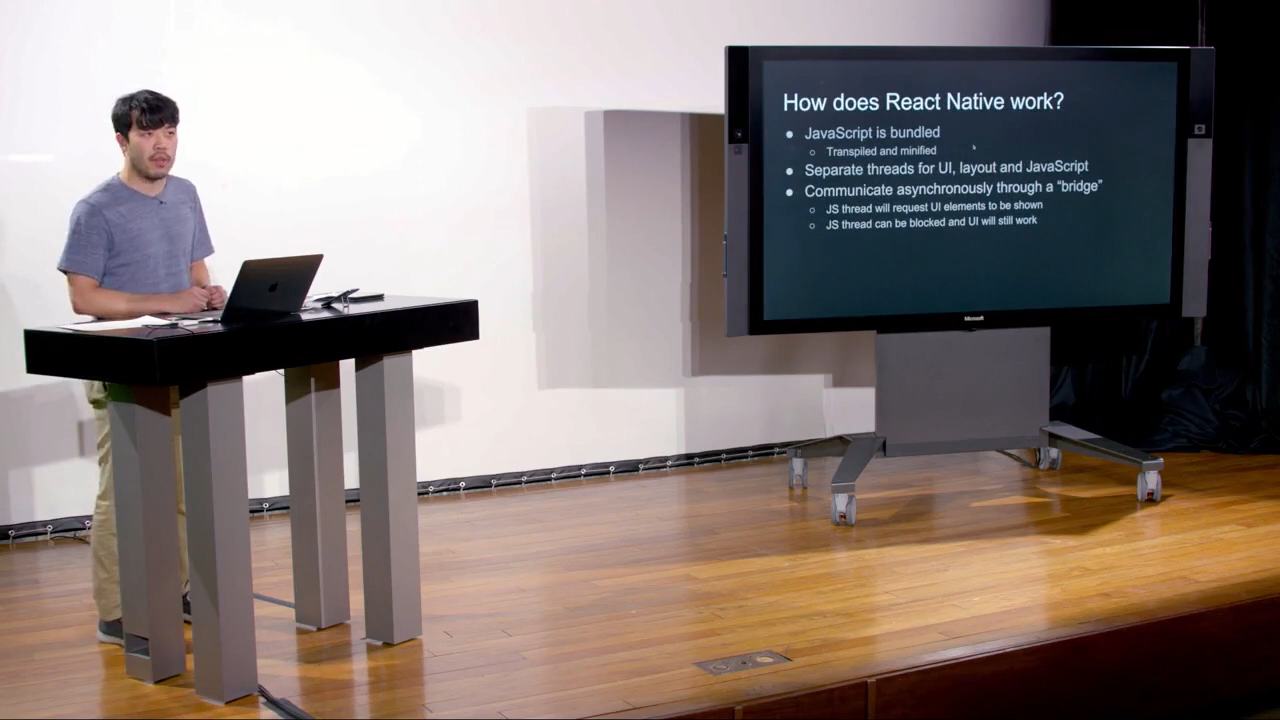 How does React Native work?
● JavaScript is bundled
○ Transpiled and minified
● Separate threads for UI, layout and JavaScript
● Communicate asynchronously through a “bridge”
○ JS thread will request UI elements to be shown
○ JS thread can be blocked and UI will still work
Microsoft